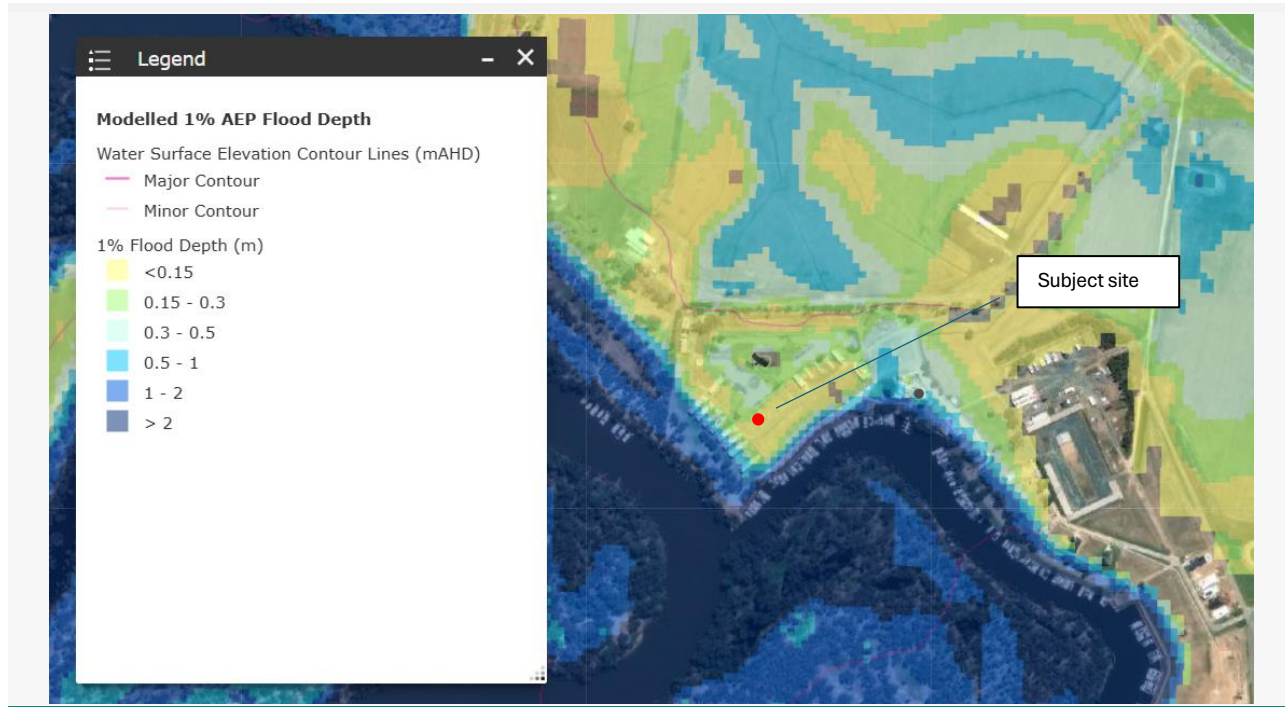 Legend
Modelled 1% AEP Flood Depth
Water Surface Elevation Contour Lines (mAHD)
Major Contour
Minor Contour
1% Flood Depth (m)
<0.15
0.15 - 0.3
0.3 - 0.5
0.5 - 1
1 - 2
> 2
Subject site